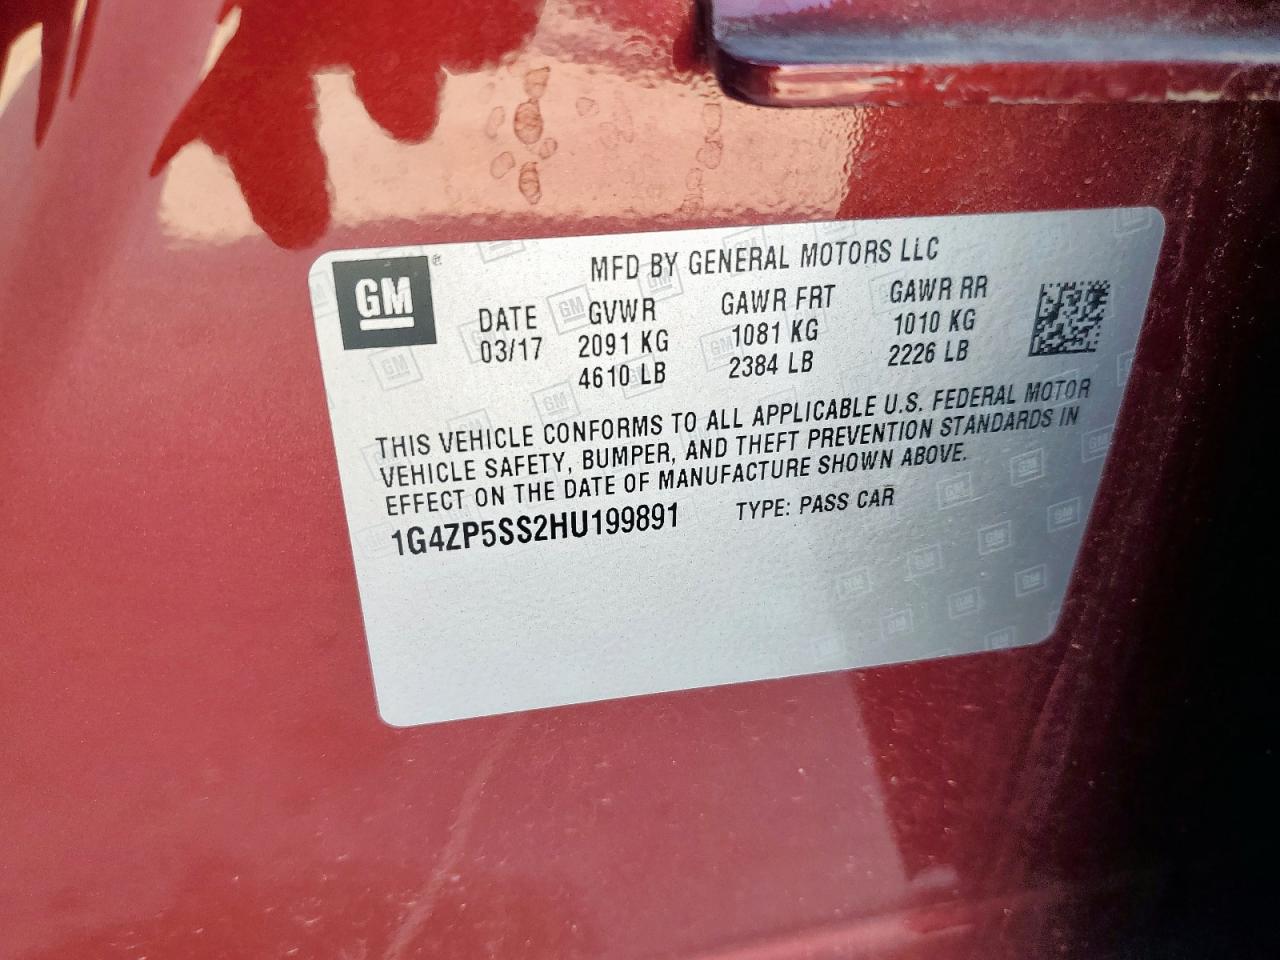 GM
MFD BY GENERAL MOTORS LLC
DATE GVWR GAWR FRT GAWR RR
03/17 2091 KG 1081 KG 1010 KG
4610 LB 2384 LB 2226 LB
THIS VEHICLE CONFORMS TO ALL APPLICABLE U.S. FEDERAL MOTOR
VEHICLE SAFETY, BUMPER, AND THEFT PREVENTION STANDARDS IN
EFFECT ON THE DATE OF MANUFACTURE SHOWN ABOVE.
1G4ZP5SS2HU199891 TYPE: PASS CAR